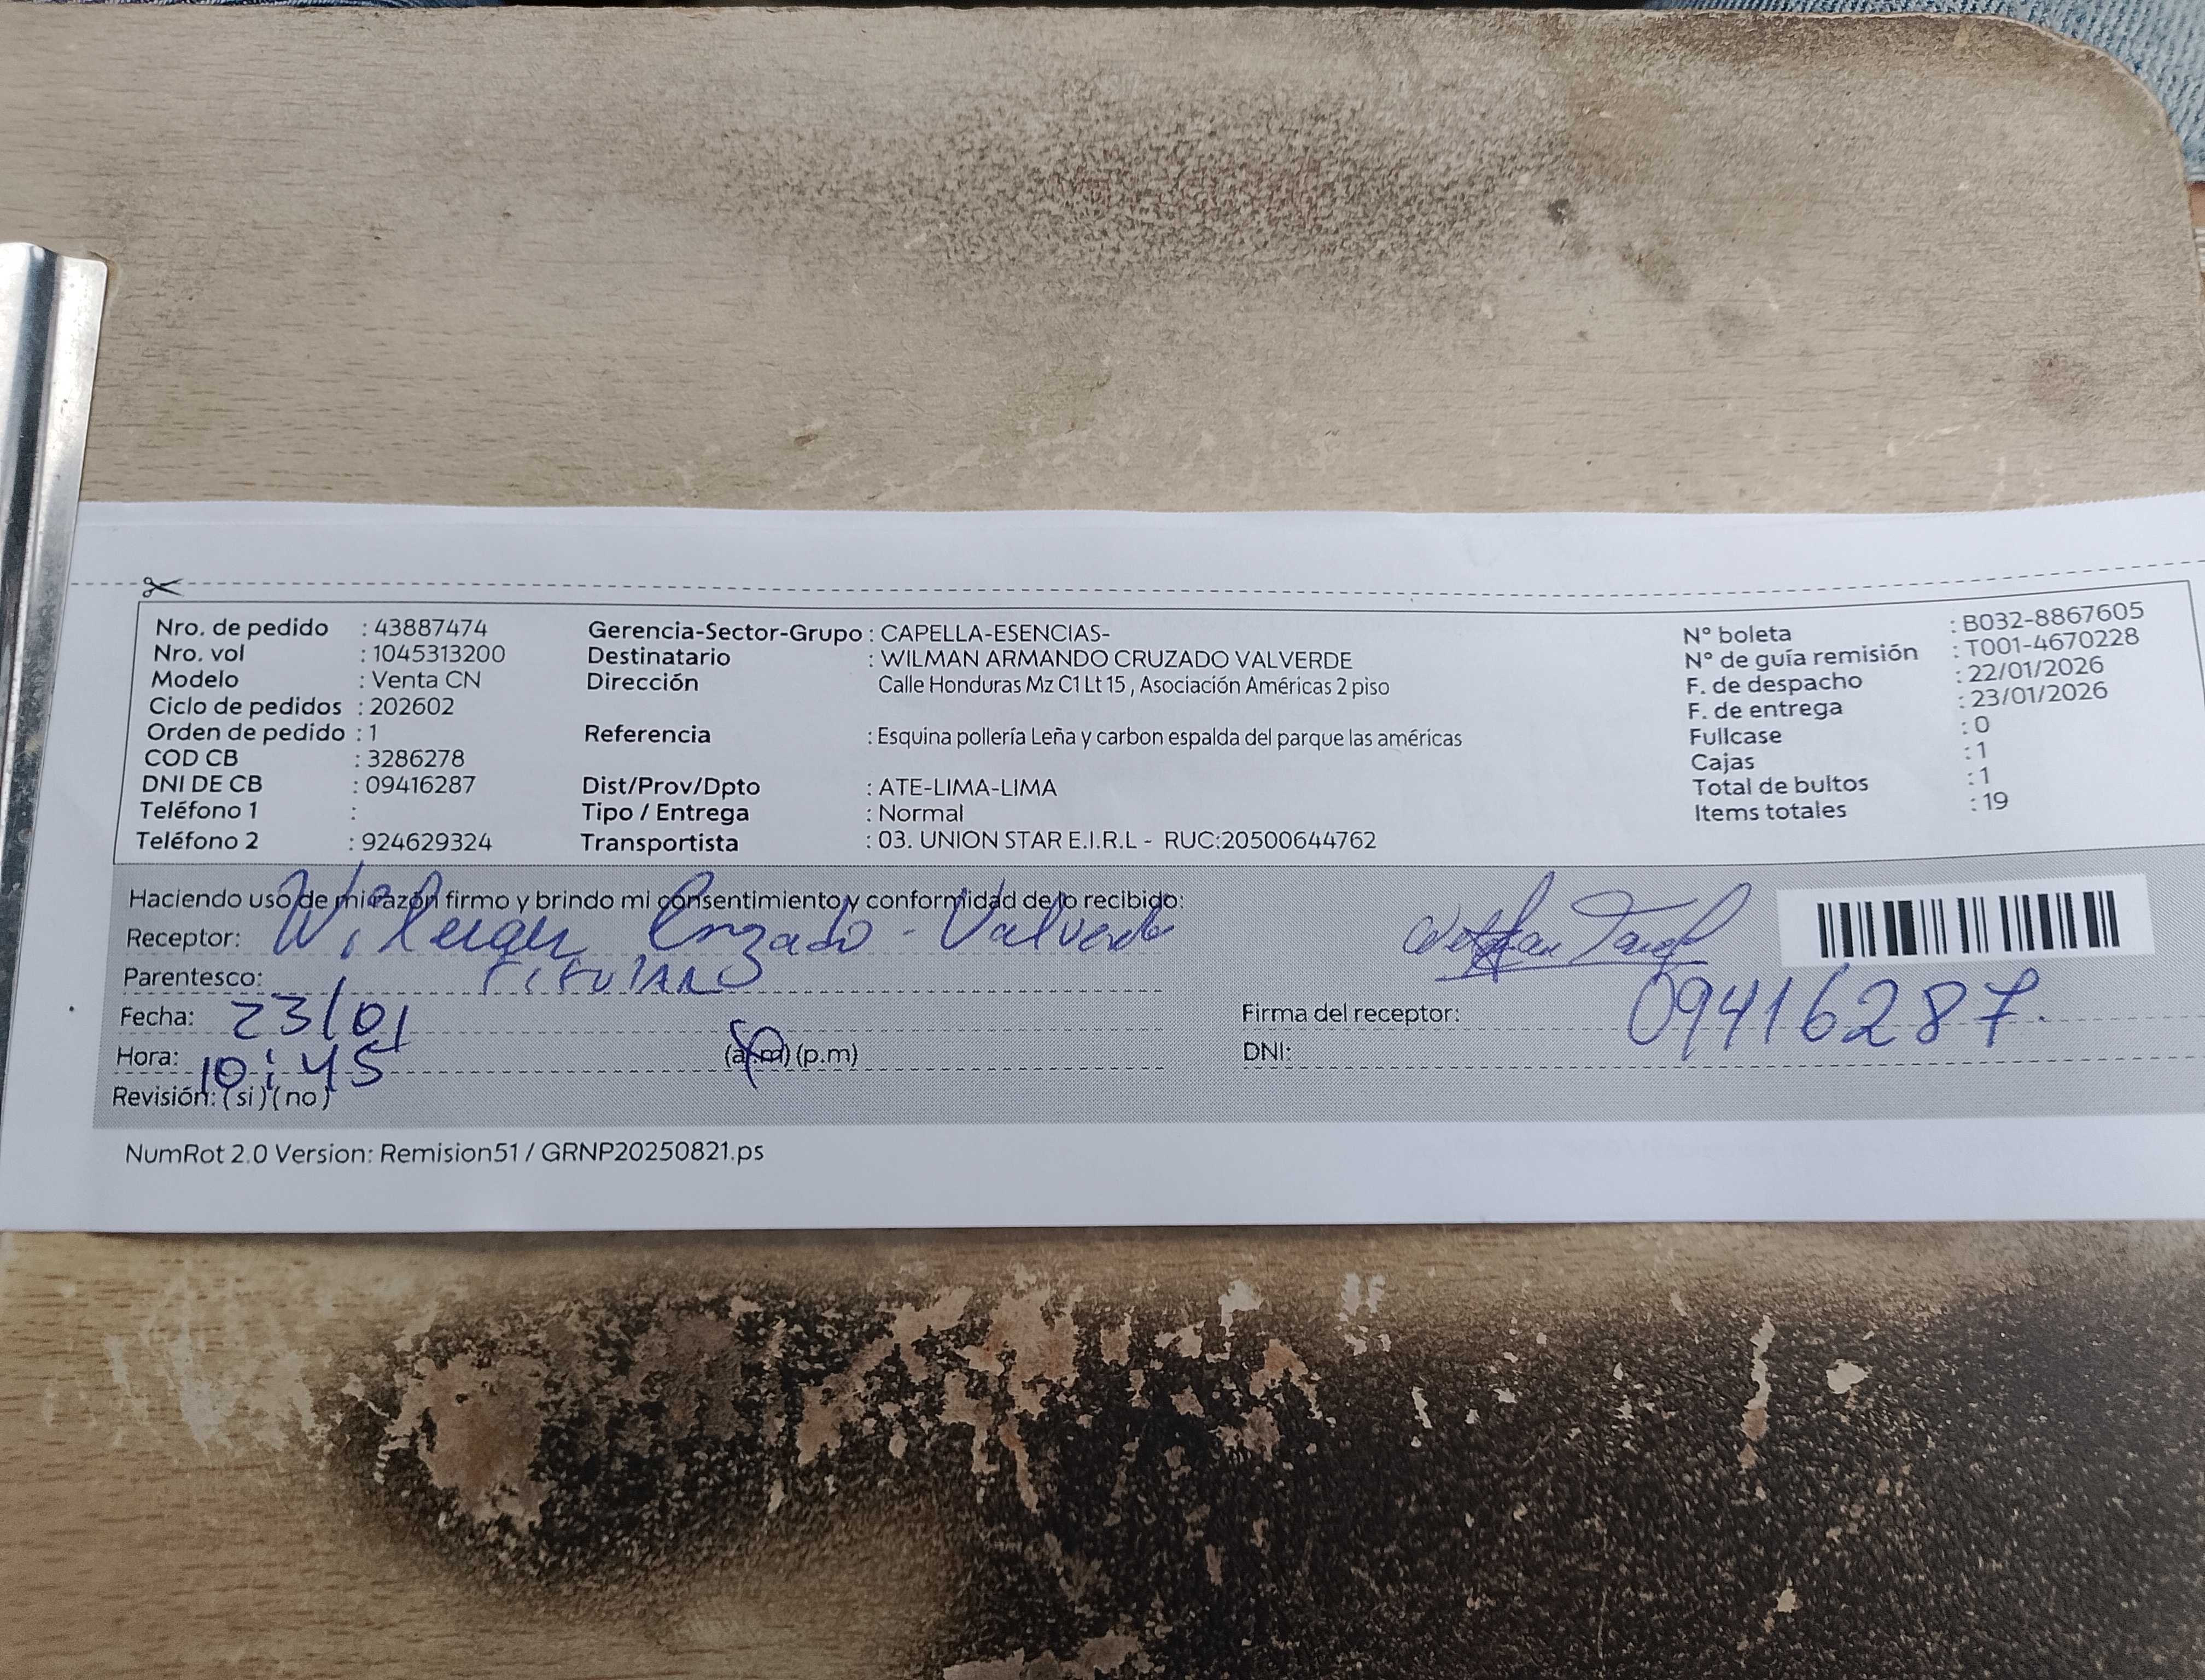 Nro. de pedido : 43887474
Nro. vol : 1045313200
Modelo : Venta CN
Ciclo de pedidos : 202602
Orden de pedido : 1
COD CB : 3286278
DNI DE CB : 09416287
Teléfono 1 :
Teléfono 2 : 924629324
Gerencia-Sector-Grupo : CAPELLA-ESENCIAS-
Destinatario : WILMAN ARMANDO CRUZADO VALVERDE
Dirección Calle Honduras Mz C1 Lt 15 , Asociación Américas 2 piso
Referencia : Esquina pollería Leña y carbon espalda del parque las américas
Dist/Prov/Dpto : ATE-LIMA-LIMA
Tipo / Entrega : Normal
Transportista : 03. UNION STAR E.I.R.L - RUC:20500644762
N° boleta : B032-8867605
N° de guía remisión : T001-4670228
F. de despacho : 22/01/2026
F. de entrega : 23/01/2026
Fullcase : 0
Cajas : 1
Total de bultos : 1
Items totales : 19
Haciendo uso de mi razón firmo y brindo mi consentimiento y conformidad de lo recibido:
Receptor: Cruzado - Valverde
Parentesco: TITULAR
Fecha: 23/01
Hora: 10:45 (a.m) (p.m)
Revisión: (si) (no)
Firma del receptor:
DNI: 09416287.
NumRot 2.0 Version: Remision51 / GRNP20250821.ps